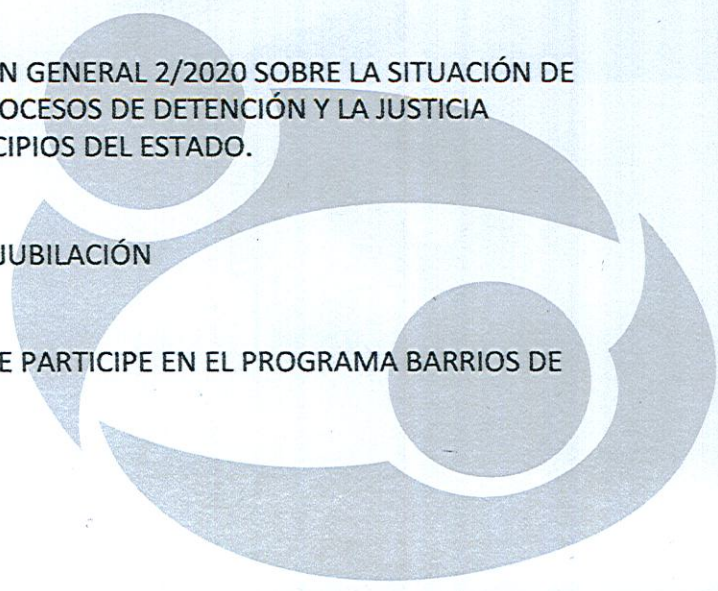 N GENERAL 2/2020 SOBRE LA SITUACIÓN DE
OCESOS DE DETENCIÓN Y LA JUSTICIA
CIPIOS DEL ESTADO.
JUBILACIÓN
E PARTICIPE EN EL PROGRAMA BARRIOS DE